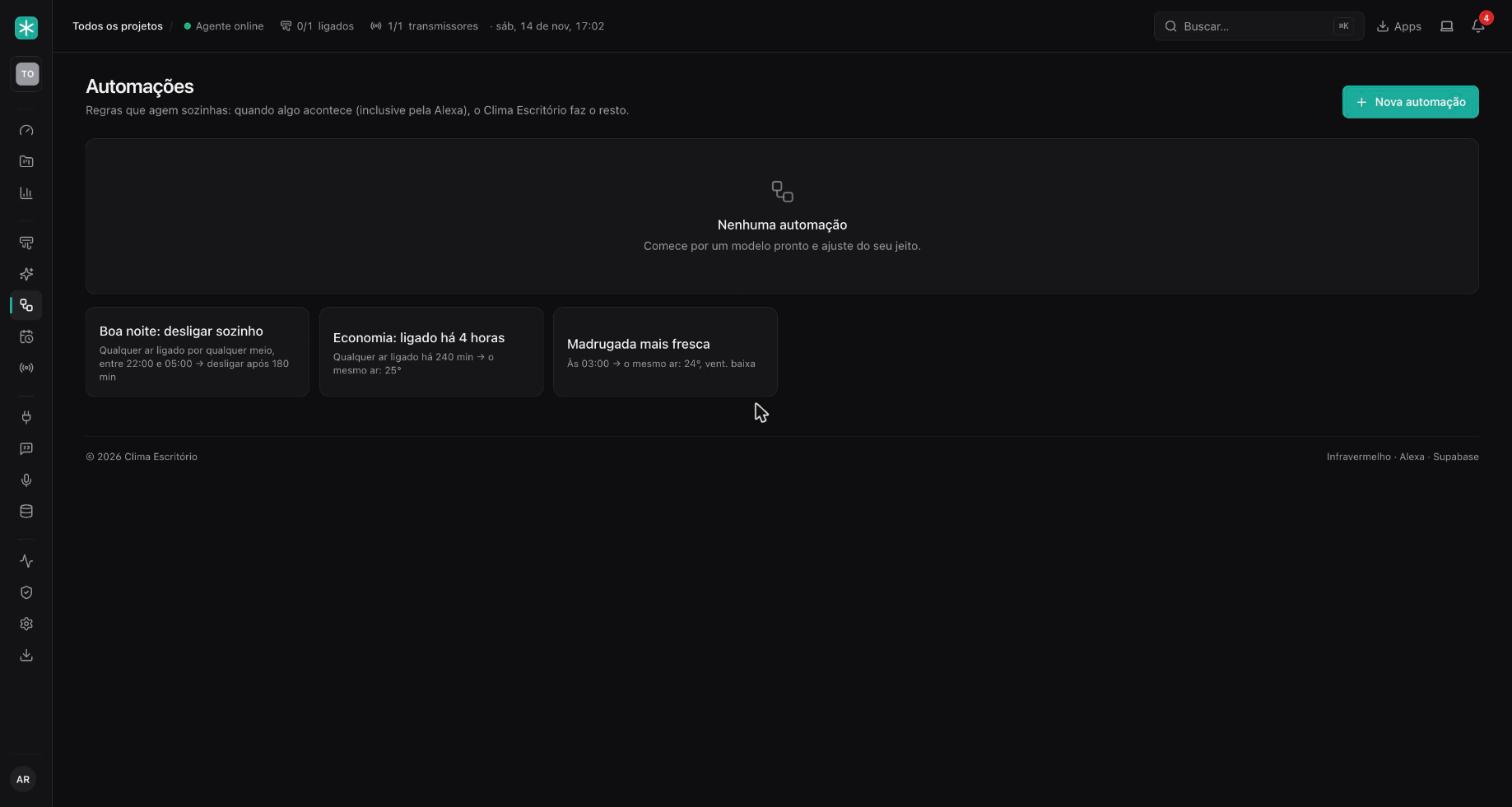 Todos os projetos / Agente online 0/1 ligados 1/1 transmissores · sáb, 14 de nov, 17:02
Buscar... ⌘K Apps 4
TO
Automações
Regras que agem sozinhas: quando algo acontece (inclusive pela Alexa), o Clima Escritório faz o resto.
+ Nova automação
Nenhuma automação
Comece por um modelo pronto e ajuste do seu jeito.
Boa noite: desligar sozinho
Qualquer ar ligado por qualquer meio,
entre 22:00 e 05:00 → desligar após 180
min
Economia: ligado há 4 horas
Qualquer ar ligado há 240 min → o
mesmo ar: 25°
Madrugada mais fresca
Às 03:00 → o mesmo ar: 24°, vent. baixa
© 2026 Clima Escritório
Infravermelho · Alexa · Supabase
AR